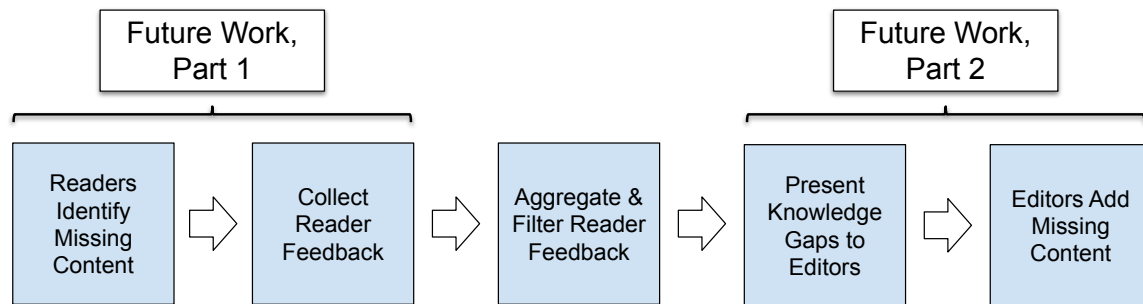 Future Work,
Part 1
Future Work,
Part 2
Readers
Identify
Missing
Content
Collect
Reader
Feedback
Aggregate &
Filter Reader
Feedback
Present
Knowledge
Gaps to
Editors
Editors Add
Missing
Content